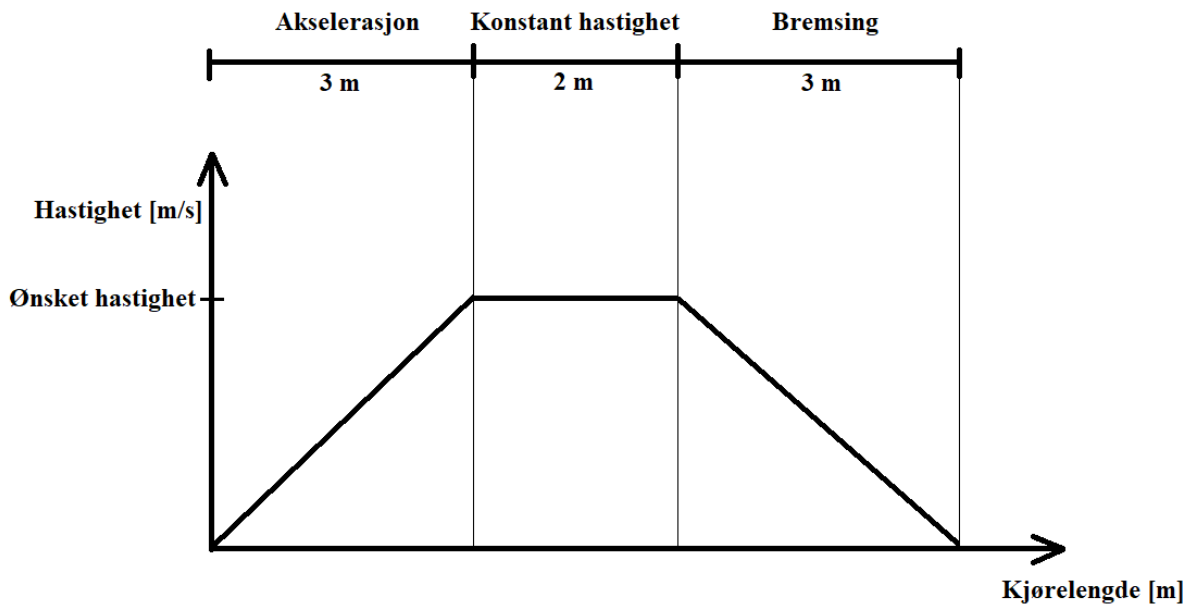 Akselerasjon Konstant hastighet Bremsing
3 m 2 m 3 m
Hastighet [m/s]
Ønsket hastighet
Kjørelengde [m]